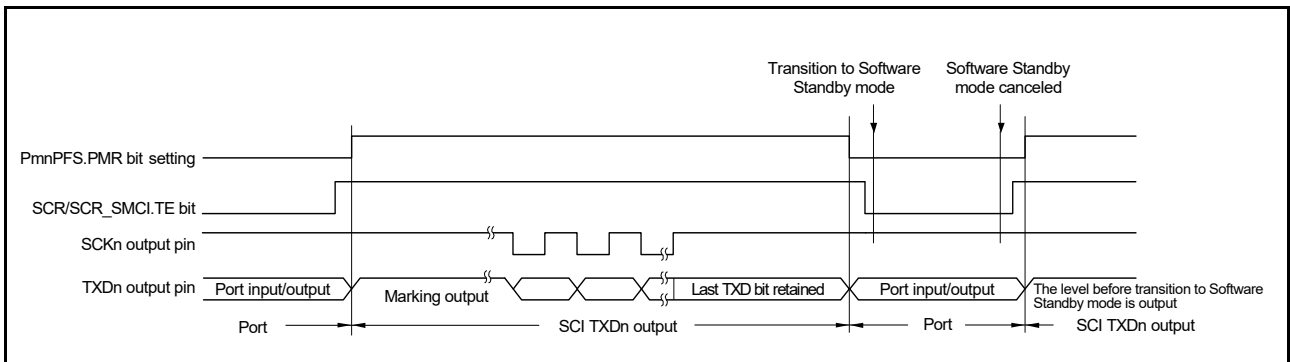 Transition to Software
Standby mode
Software Standby
mode canceled
PmnPFS.PMR bit setting
SCR/SCR_SMCI.TE bit
SCKn output pin
TXDn output pin
Port input/output
Marking output
Last TXD bit retained
Port input/output
The level before transition to Software
Standby mode is output
Port
SCI TXDn output
Port
SCI TXDn output